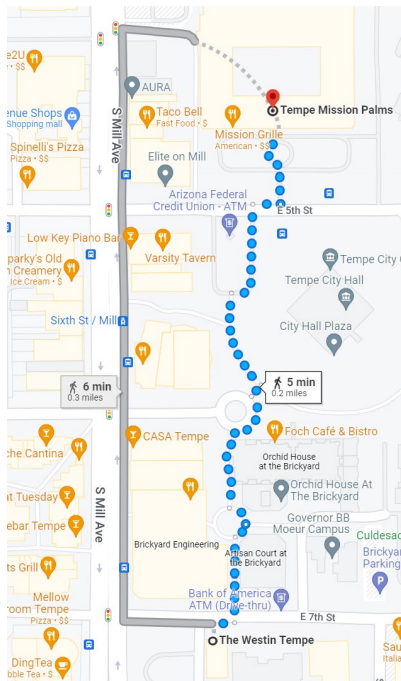 e2U
• $$
AURA
Tempe Mission Palms
S Mill Ave
Taco Bell
Fast Food • $
enue Shops
Shopping mall
Mission Grille
American • $$
Spinelli's Pizza
Pizza • $$
Elite on Mill
Arizona Federal
Credit Union - ATM
E 5th St
Low Key Piano Bar
Varsity Tavern
Tempe City
parky's Old
n Creamery
Ice Cream • $
Tempe City Hall
Sixth St / Mill
City Hall Plaza
6 min
0.3 miles
5 min
0.2 miles
CASA Tempe
Foch Café & Bistro
che Cantina
Orchid House
at the Brickyard
at Tuesday
Orchid House At
The Brickyard
S Mill Ave
ebar Tempe
Governor BB
Moeur Campus
Culdesac
Brickyard Engineering
Artisan Court at
the Brickyard
Brickya
Parking
ts Grill
Bank of America
ATM (Drive-thru)
P
Mellow
room Tempe
Pizza • $$
E 7th St
The Westin Tempe
DingTea
bble Tea • $
Sau
Italia